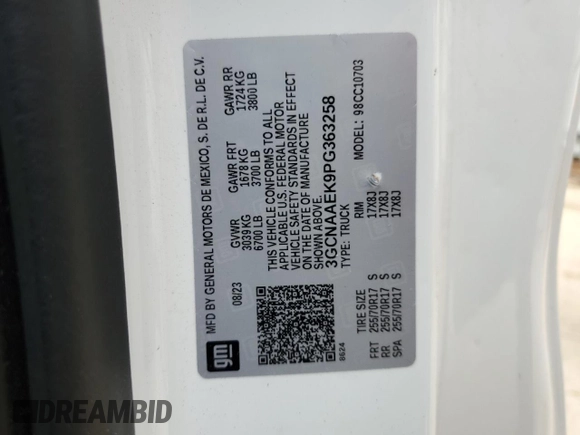 gm
MFD BY GENERAL MOTORS DE MEXICO, S. DE R.L. DE C.V.
08/23
GVWR GAWR FRT GAWR RR
3039KG 1678 KG 1724 KG
6700 LB 3700 LB 3800 LB
THIS VEHICLE CONFORMS TO ALL
APPLICABLE U.S. FEDERAL MOTOR
VEHICLE SAFETY STANDARDS IN EFFECT
ON THE DATE OF MANUFACTURE
SHOWN ABOVE.
3GCNAAEK9PG363258
TYPE: TRUCK MODEL: 98CC10703
8624
TIRE SIZE RIM
FRT 255/70R17 S 17X8J
RR 255/70R17 S 17X8J
SPA 255/70R17 S 17X8J
DREAMBID